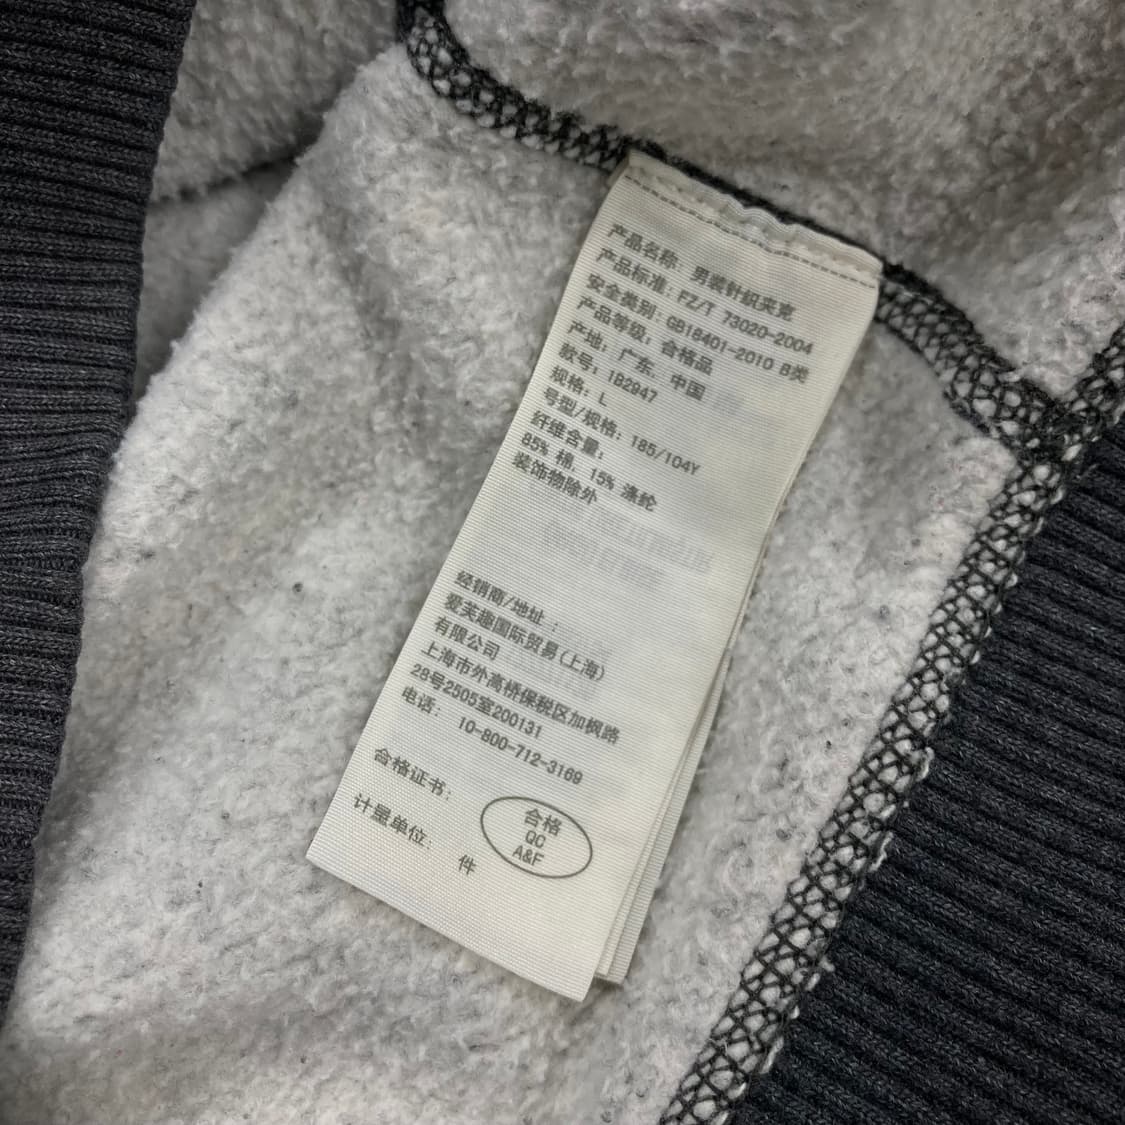 产品名称: 男装针织夹克
产品标准: FZ/T 73020-2004
安全类别: GB18401-2010 B类
产品等级: 合格品
产地: 广东, 中国
款号: 1B2947
规格: L
号型/规格: 185/104Y
纤维含量:
85% 棉, 15% 涤纶
装饰物除外
经销商/地址:
爱芙趣国际贸易(上海)
有限公司
上海市外高桥保税区加枫路
28号2505室200131
电话: 10-800-712-3169
合格证书:
合格
QC
A&F
计量单位: 件